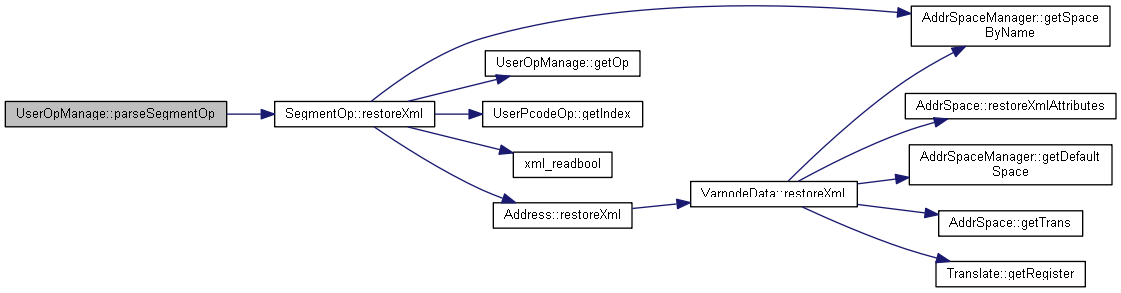 UserOpManage::parseSegmentOp
SegmentOp::restoreXml
AddrSpaceManager::getSpace
ByName
UserOpManage::getOp
UserPcodeOp::getIndex
xml_readbool
Address::restoreXml
VarnodeData::restoreXml
AddrSpace::restoreXmlAttributes
AddrSpaceManager::getDefault
Space
AddrSpace::getTrans
Translate::getRegister